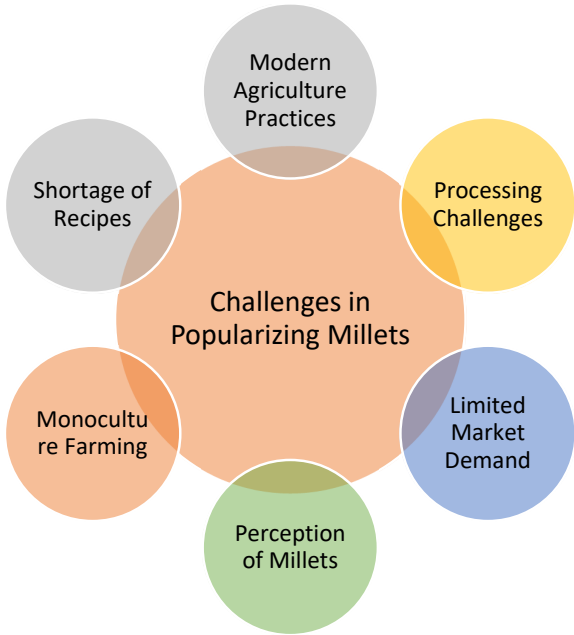 Modern
Agriculture
Practices
Shortage of
Recipes
Processing
Challenges
Challenges in
Popularizing Millets
Monocultu
re Farming
Limited
Market
Demand
Perception
of Millets